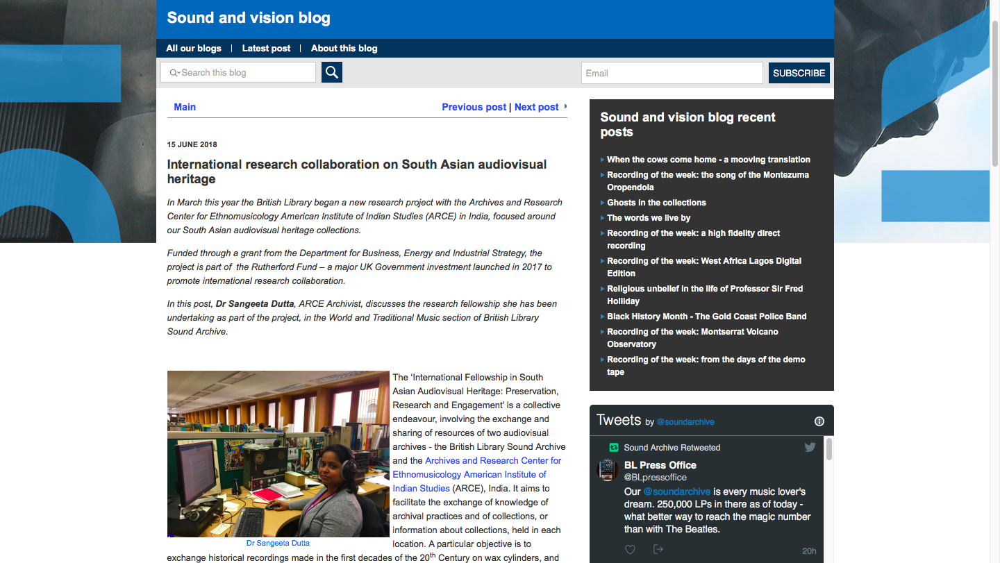 Sound and vision blog
All our blogs | Latest post | About this blog
Search this blog
Email
SUBSCRIBE
Main
Previous post | Next post
15 JUNE 2018
International research collaboration on South Asian audiovisual
heritage
In March this year the British Library began a new research project with the Archives and Research
Center for Ethnomusicology American Institute of Indian Studies (ARCE) in India, focused around
our South Asian audiovisual heritage collections.
Funded through a grant from the Department for Business, Energy and Industrial Strategy, the
project is part of the Rutherford Fund – a major UK Government investment launched in 2017 to
promote international research collaboration.
In this post, Dr Sangeeta Dutta, ARCE Archivist, discusses the research fellowship she has been
undertaking as part of the project, in the World and Traditional Music section of British Library
Sound Archive.
Dr Sangeeta Dutta
The ‘International Fellowship in South
Asian Audiovisual Heritage: Preservation,
Research and Engagement’ is a collective
endeavour, involving the exchange and
sharing of resources of two audiovisual
archives - the British Library Sound Archive
and the Archives and Research Center for
Ethnomusicology American Institute of
Indian Studies (ARCE), India. It aims to
facilitate the exchange of knowledge of
archival practices and of collections, or
information about collections, held in each
location. A particular objective is to
exchange historical recordings made in the first decades of the 20th Century on wax cylinders, and
Sound and vision blog recent
posts
When the cows come home - a mooving translation
Recording of the week: the song of the Montezuma
Oropendola
Ghosts in the collections
The words we live by
Recording of the week: a high fidelity direct
recording
Recording of the week: West Africa Lagos Digital
Edition
Religious unbelief in the life of Professor Sir Fred
Holliday
Black History Month - The Gold Coast Police Band
Recording of the week: Montserrat Volcano
Observatory
Recording of the week: from the days of the demo
tape
Tweets by @soundarchive
Sound Archive Retweeted
BL Press Office
@BLpressoffice
Our @soundarchive is every music lover's
dream. 250,000 LPs in there as of today -
what better way to reach the magic number
than with The Beatles.
20h